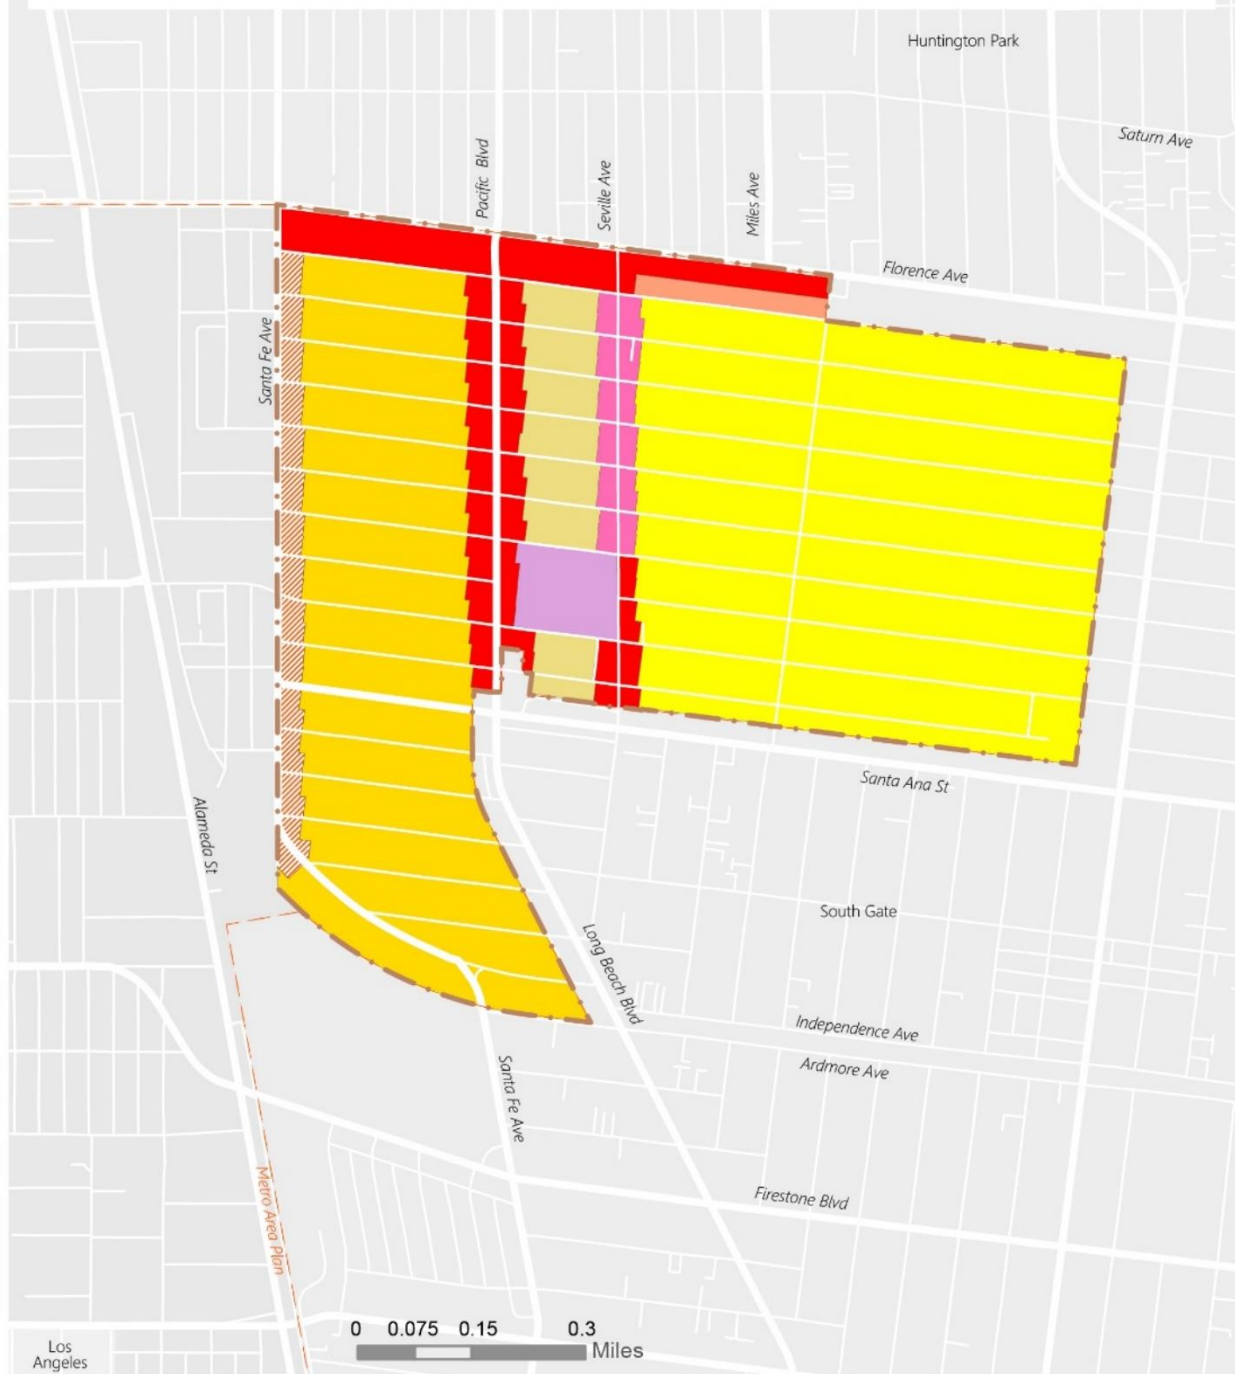 Huntington Park
Saturn Ave
Pacific Blvd
Seville Ave
Miles Ave
Florence Ave
Santa Fe Ave
Santa Ana St
Alameda St
South Gate
Long Beach Blvd
Independence Ave
Ardmore Ave
Santa Fe Ave
Metro Area Plan
Firestone Blvd
0 0.075 0.15 0.3
Miles
Los
Angeles